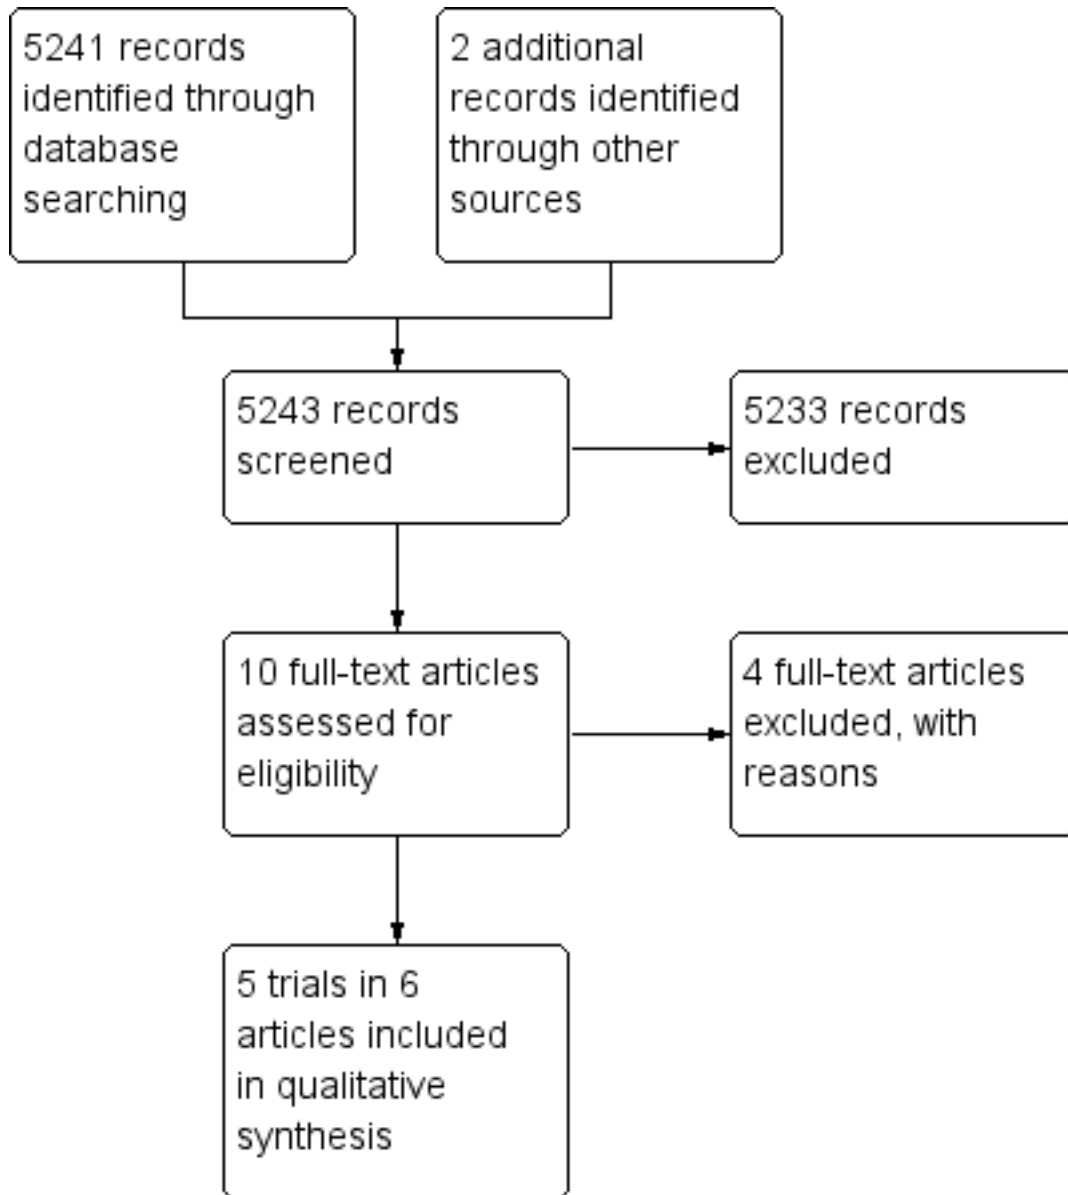 5241 records
identified through
database
searching
2 additional
records identified
through other
sources
5243 records
screened
5233 records
excluded
10 full-text articles
assessed for
eligibility
4 full-text articles
excluded, with
reasons
5 trials in 6
articles included
in qualitative
synthesis